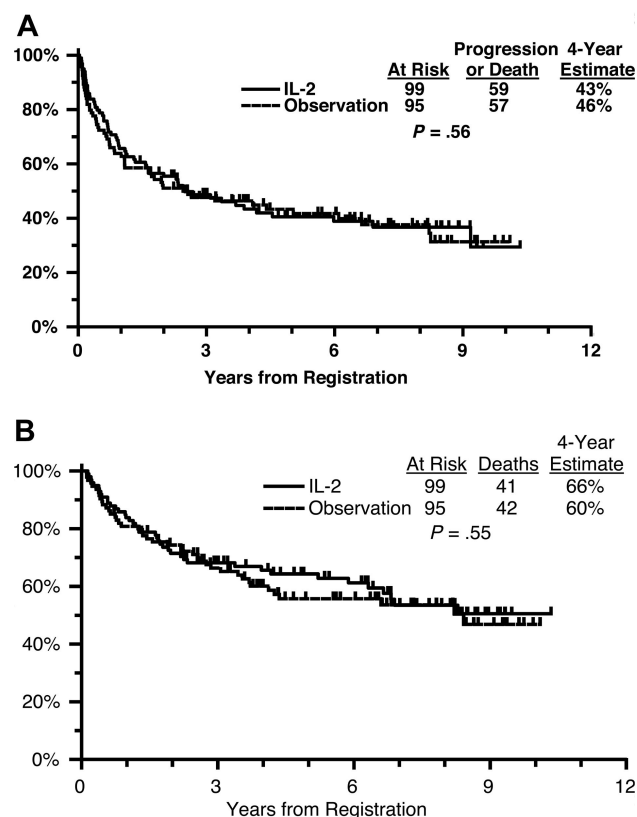 A
Progression 4-Year
At Risk or Death Estimate
IL-2 99 59 43%
Observation 95 57 46%
P = .56
100%
80%
60%
40%
20%
0%
0 3 6 9 12
Years from Registration
B
4-Year
At Risk Deaths Estimate
IL-2 99 41 66%
Observation 95 42 60%
P = .55
100%
80%
60%
40%
20%
0%
0 3 6 9 12
Years from Registration